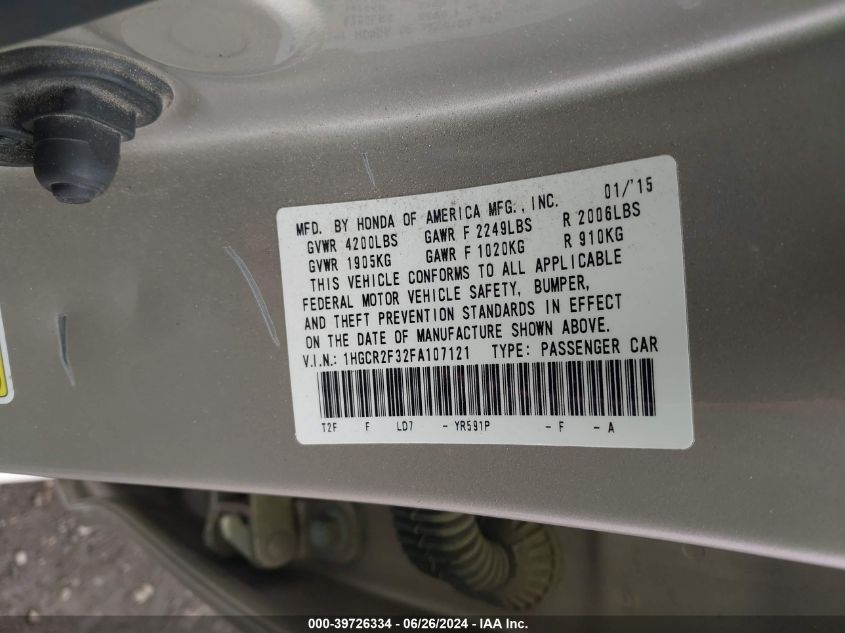 MFD. BY HONDA OF AMERICA MFG., INC. 01/'15
GVWR 4200LBS GAWR F 2249LBS R 2006LBS
GVWR 1905KG GAWR F 1020KG R 910KG
THIS VEHICLE CONFORMS TO ALL APPLICABLE
FEDERAL MOTOR VEHICLE SAFETY, BUMPER,
AND THEFT PREVENTION STANDARDS IN EFFECT
ON THE DATE OF MANUFACTURE SHOWN ABOVE.
V.I.N.: 1HGCR2F32FA107121 TYPE: PASSENGER CAR
T2F F LD7 - YR591P - F - A
000-39726334 / 06/26/2024 - IAA Inc.